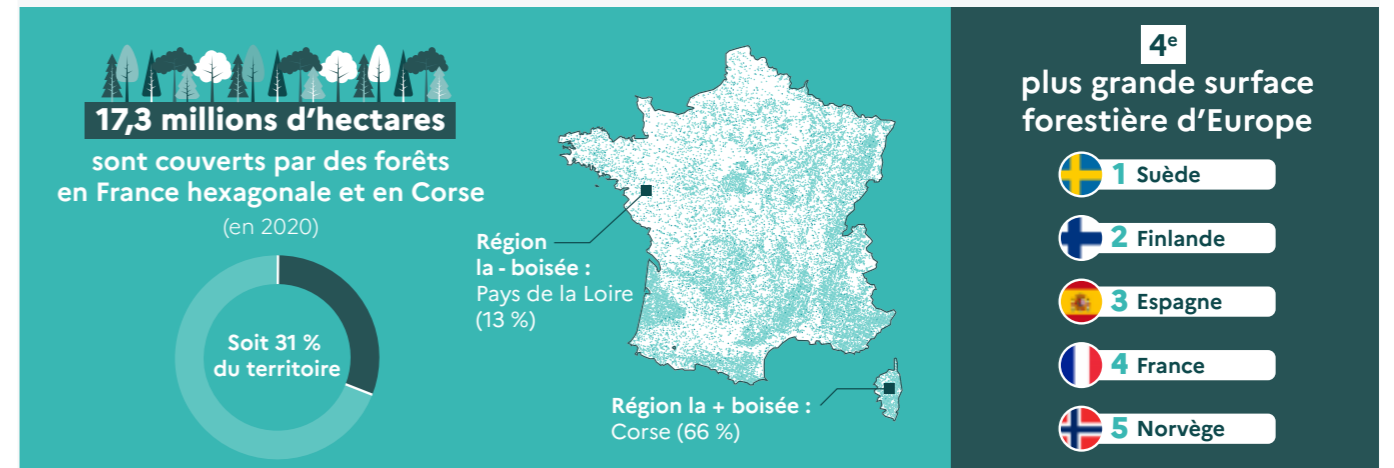 17,3 millions d'hectares
sont couverts par des forêts
en France hexagonale et en Corse
(en 2020)
Soit 31 %
du territoire
Région
la - boisée :
Pays de la Loire
(13 %)
Région la + boisée :
Corse (66 %)
4e
plus grande surface
forestière d'Europe
1 Suède
2 Finlande
3 Espagne
4 France
5 Norvège